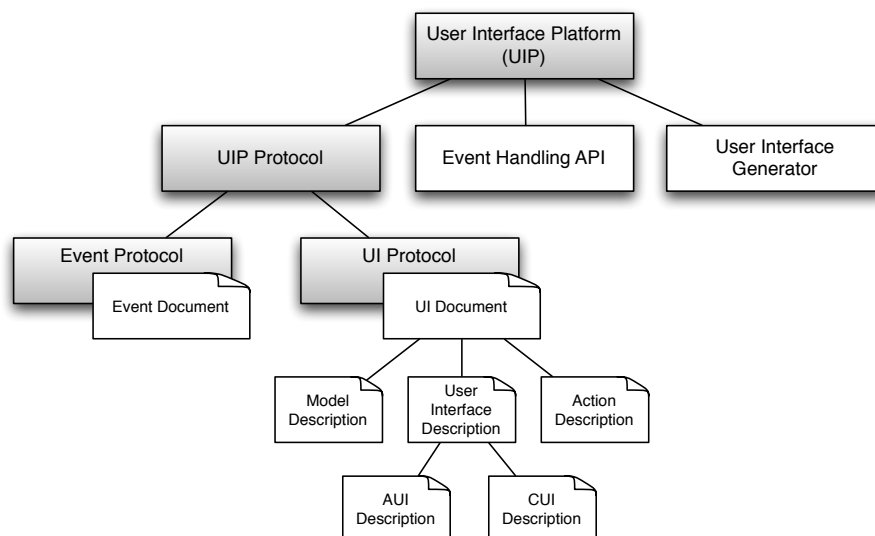 User Interface Platform
(UIP)
UIP Protocol
Event Handling API
User Interface
Generator
Event Protocol
Event Document
UI Protocol
UI Document
Model
Description
User
Interface
Description
Action
Description
AUI
Description
CUI
Description